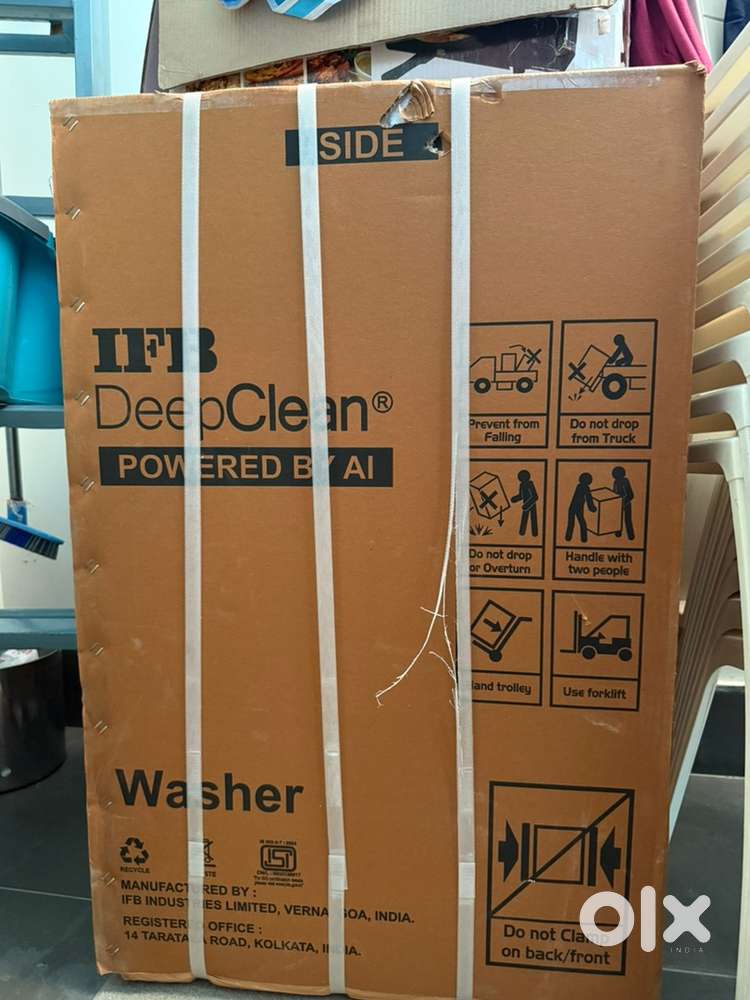 SIDE
IFB
DeepClean®
POWERED BY AI
Prevent from
Falling
Do not drop
from Truck
Do not drop
or Overturn
Handle with
two people
Hand trolley
Use forklift
Washer
RECYCLE
ISI
MANUFACTURED BY :
IFB INDUSTRIES LIMITED, VERNA, GOA, INDIA.
REGISTERED OFFICE :
14 TARATALA ROAD, KOLKATA, INDIA.
Do not Clamp
on back/front
olx
INDIA